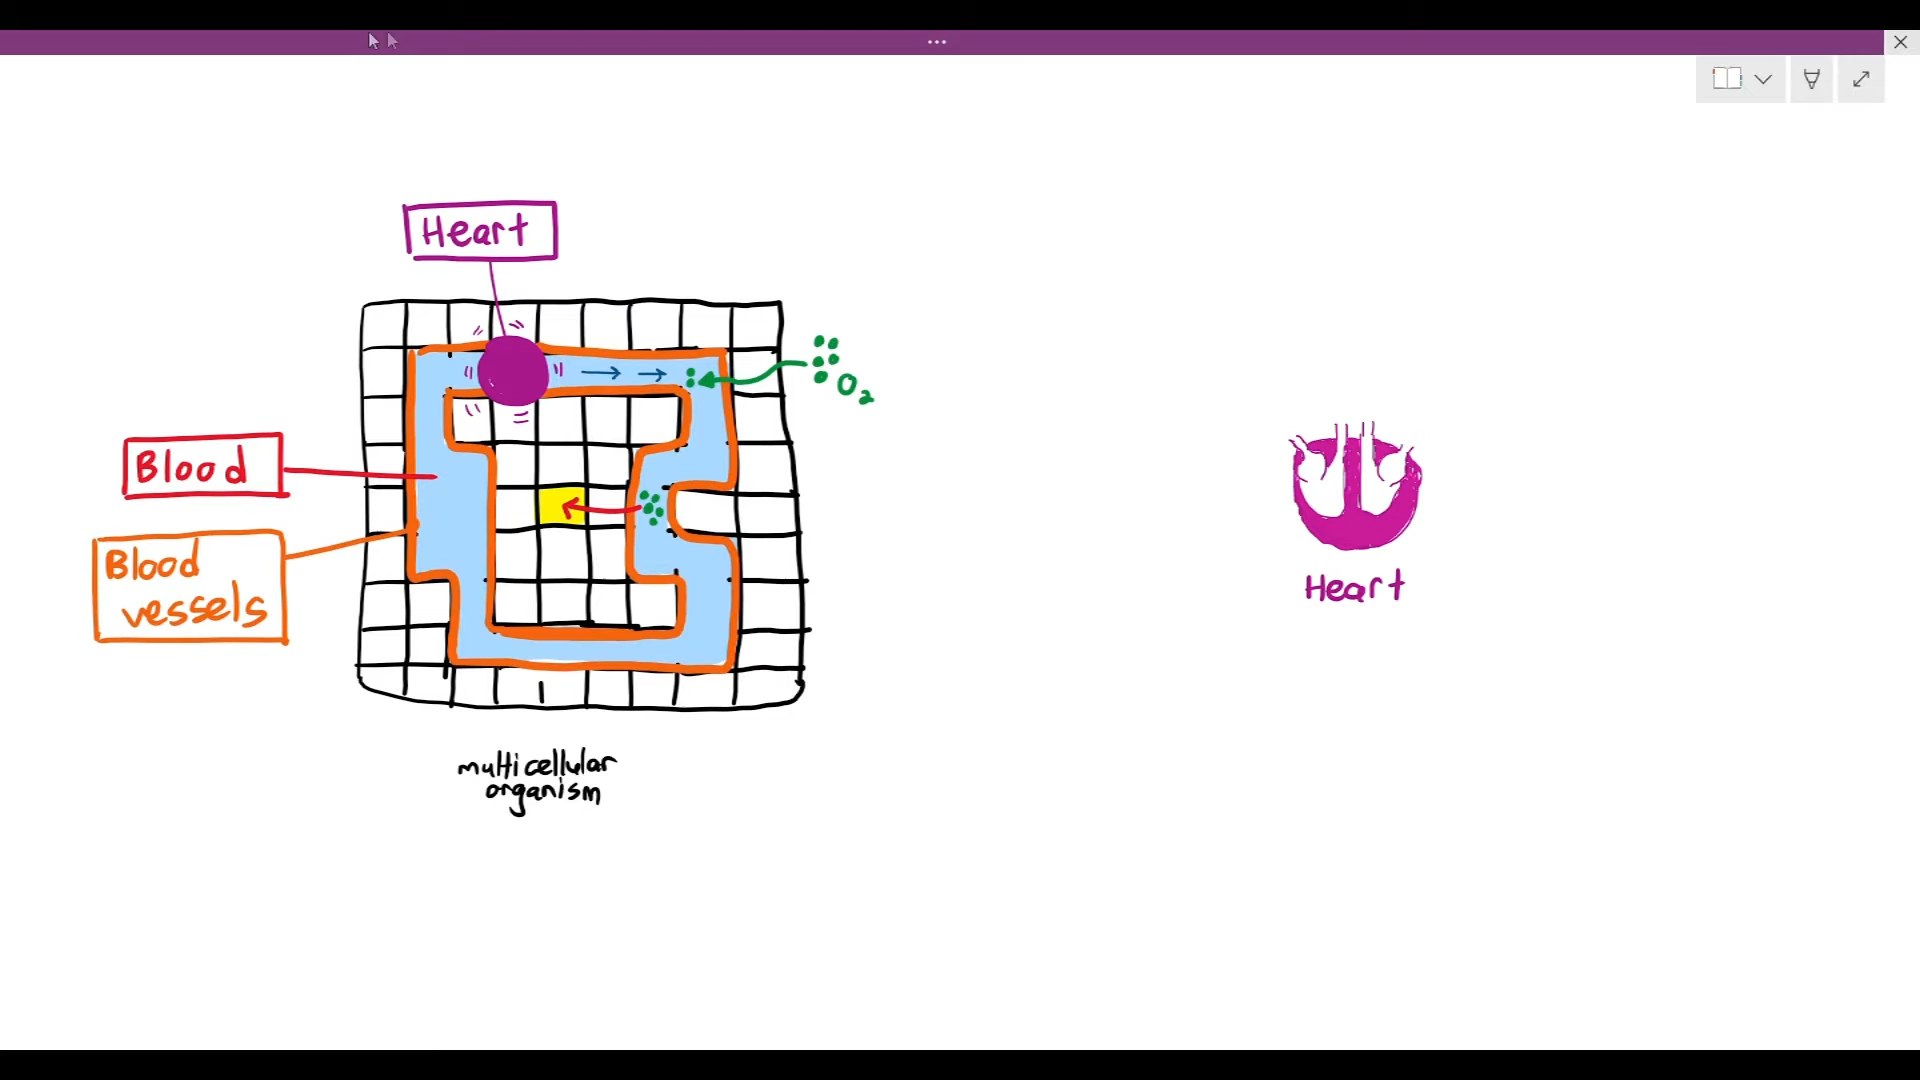 Heart
O₂
Blood
Blood
vessels
Heart
multicellular
organism